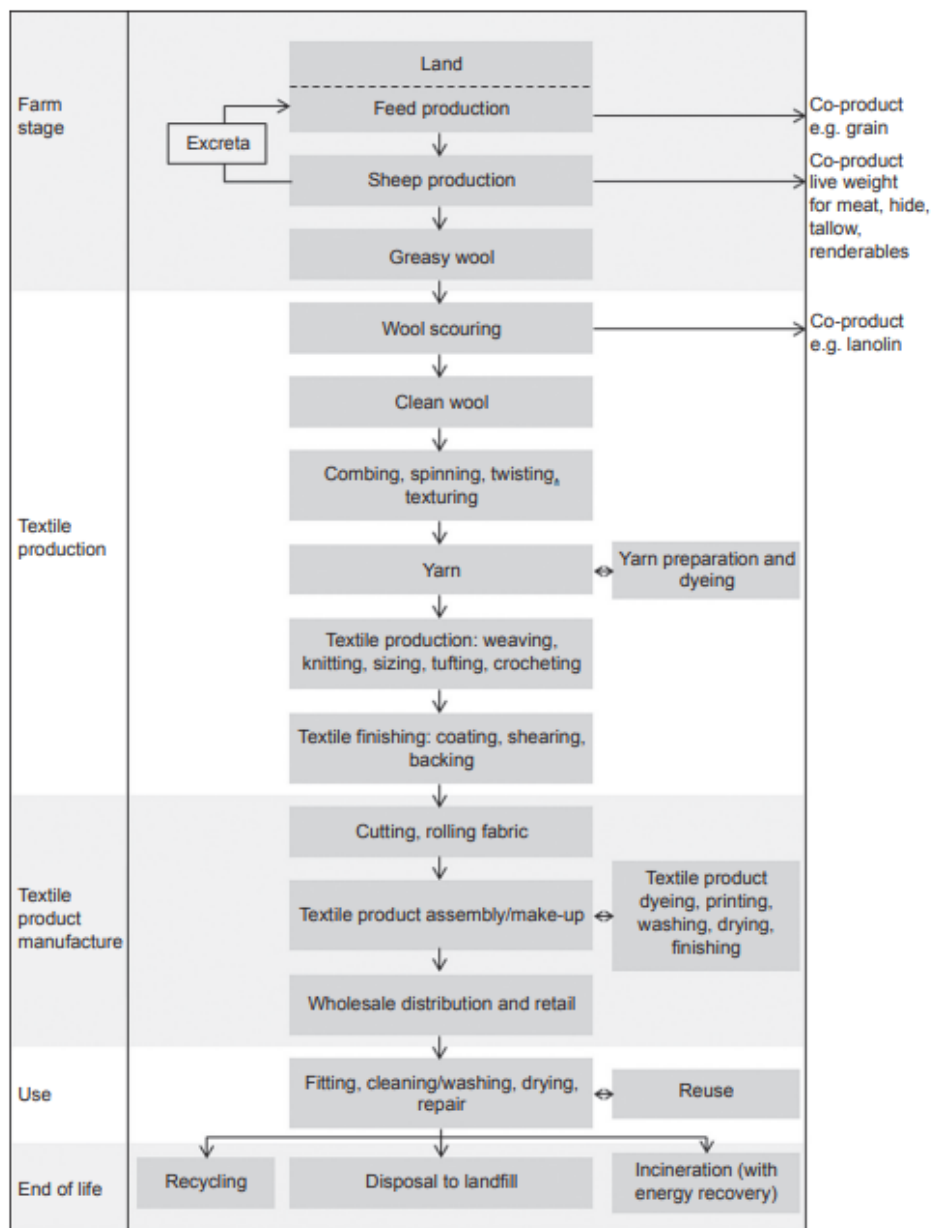 Land
Farm
stage
Feed production
Co-product
e.g. grain
Excreta
Sheep production
Co-product
live weight
for meat, hide,
tallow,
renderables
Greasy wool
Wool scouring
Co-product
e.g. lanolin
Clean wool
Combing, spinning, twisting,
texturing
Textile
production
Yarn
Yarn preparation and
dyeing
Textile production: weaving,
knitting, sizing, tufting, crocheting
Textile finishing: coating, shearing,
backing
Cutting, rolling fabric
Textile
product
manufacture
Textile product assembly/make-up
Textile product
dyeing, printing,
washing, drying,
finishing
Wholesale distribution and retail
Use
Fitting, cleaning/washing, drying,
repair
Reuse
End of life
Recycling
Disposal to landfill
Incineration (with
energy recovery)